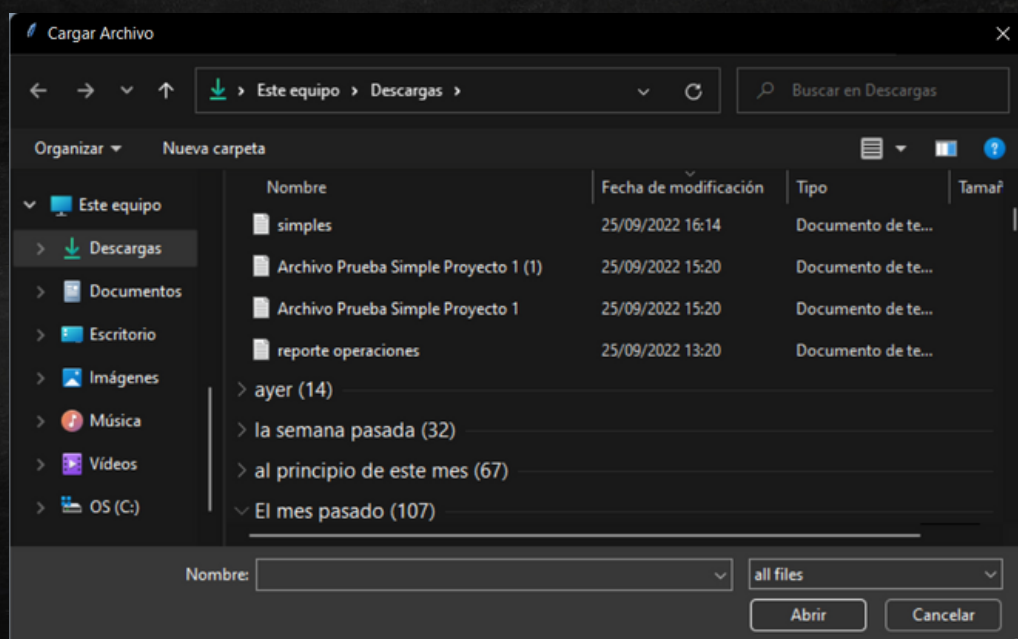 Cargar Archivo
Este equipo › Descargas ›
Buscar en Descargas
Organizar
Nueva carpeta
Este equipo
Descargas
Documentos
Escritorio
Imágenes
Música
Vídeos
OS (C:)
Nombre Fecha de modificación Tipo Tamañ
simples 25/09/2022 16:14 Documento de te...
Archivo Prueba Simple Proyecto 1 (1) 25/09/2022 15:20 Documento de te...
Archivo Prueba Simple Proyecto 1 25/09/2022 15:20 Documento de te...
reporte operaciones 25/09/2022 13:20 Documento de te...
ayer (14)
la semana pasada (32)
al principio de este mes (67)
El mes pasado (107)
Nombre:
all files
Abrir
Cancelar